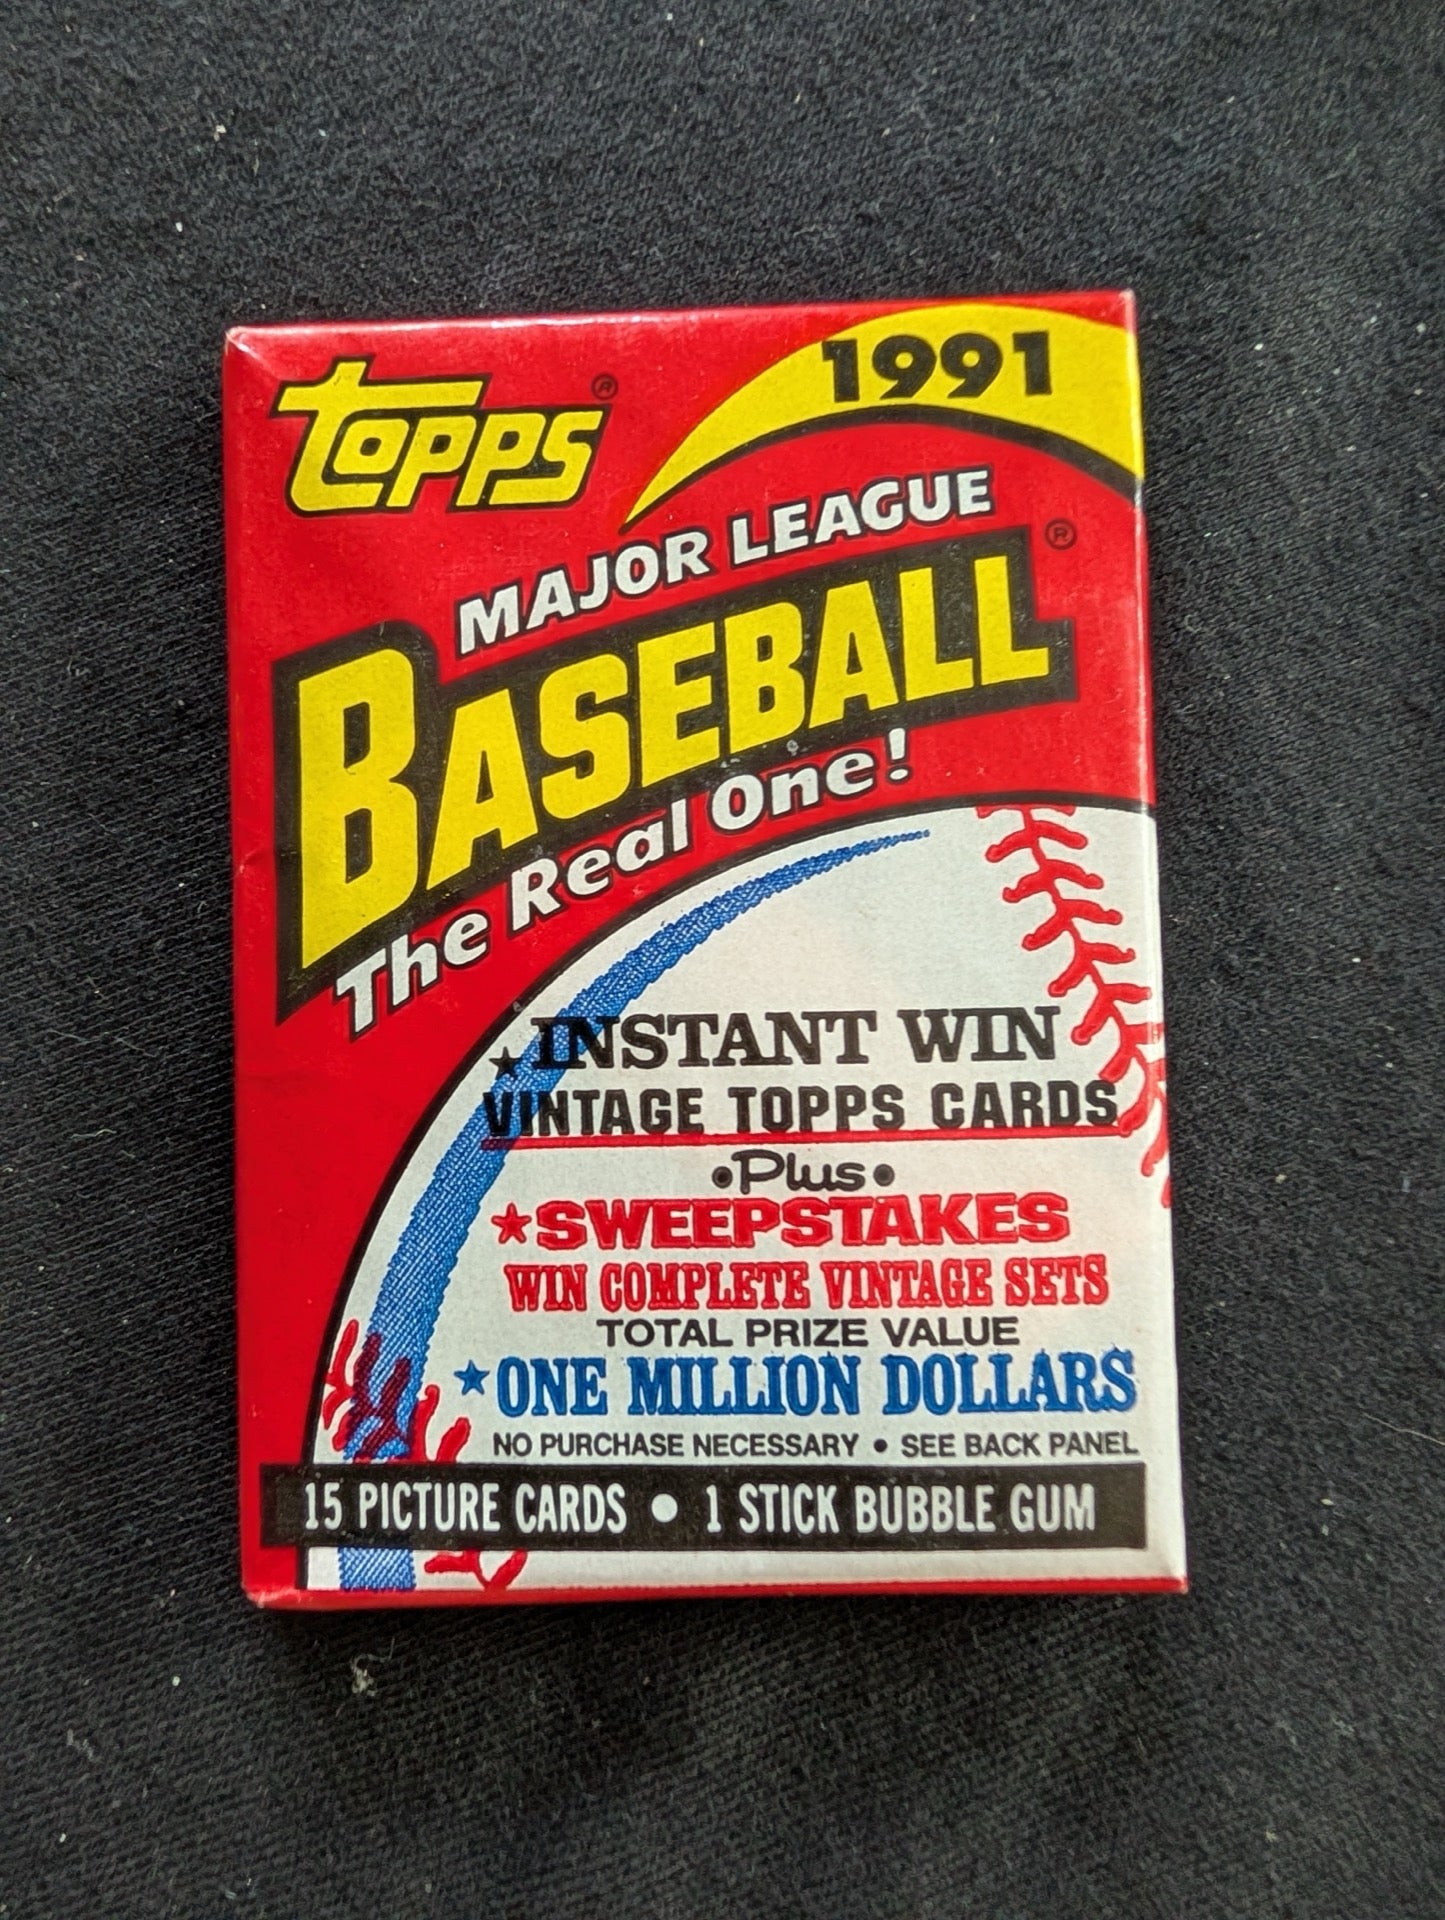 TOPPS®
1991
MAJOR LEAGUE
BASEBALL®
The Real One!
★INSTANT WIN
VINTAGE TOPPS CARDS
•Plus•
★SWEEPSTAKES
WIN COMPLETE VINTAGE SETS
TOTAL PRIZE VALUE
★ONE MILLION DOLLARS
NO PURCHASE NECESSARY • SEE BACK PANEL
15 PICTURE CARDS • 1 STICK BUBBLE GUM